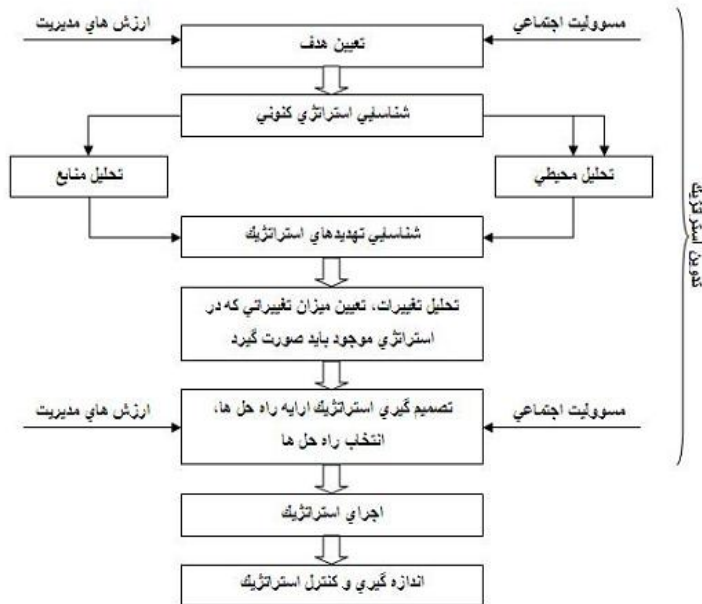 مسووليت اجتماعي
ارزش هاي مديريت
تعيين هدف
شناسايي استراتژي كنوني
تحليل محيطي
تحليل منابع
شناسايي تهديدهاي استراتژيك
تحليل تغييرات، تعيين ميزان تغييراتي كه در
استراتژي موجود بايد صورت گيرد
مسووليت اجتماعي
ارزش هاي مديريت
تصميم گيري استراتژيك ارايه راه حل ها،
انتخاب راه حل ها
اجراي استراتژيك
اندازه گيري و كنترل استراتژيك
تدوين استراتژيك